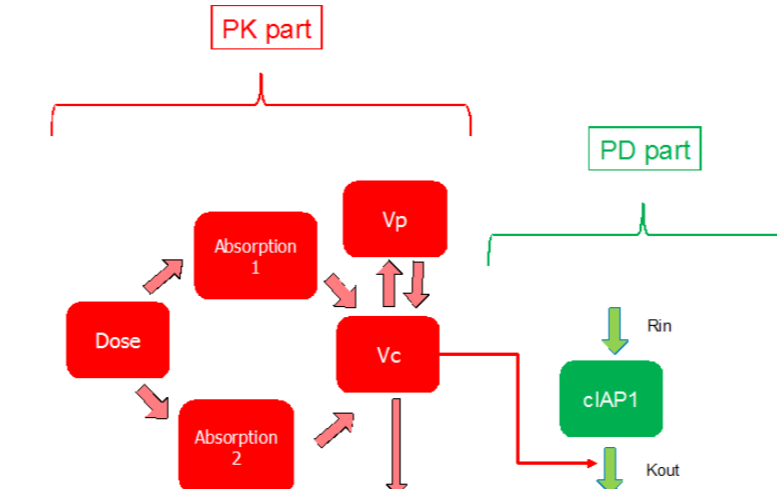 PK part
PD part
Vp
Absorption
1
Dose
Vc
Rin
cIAP1
Absorption
2
Kout